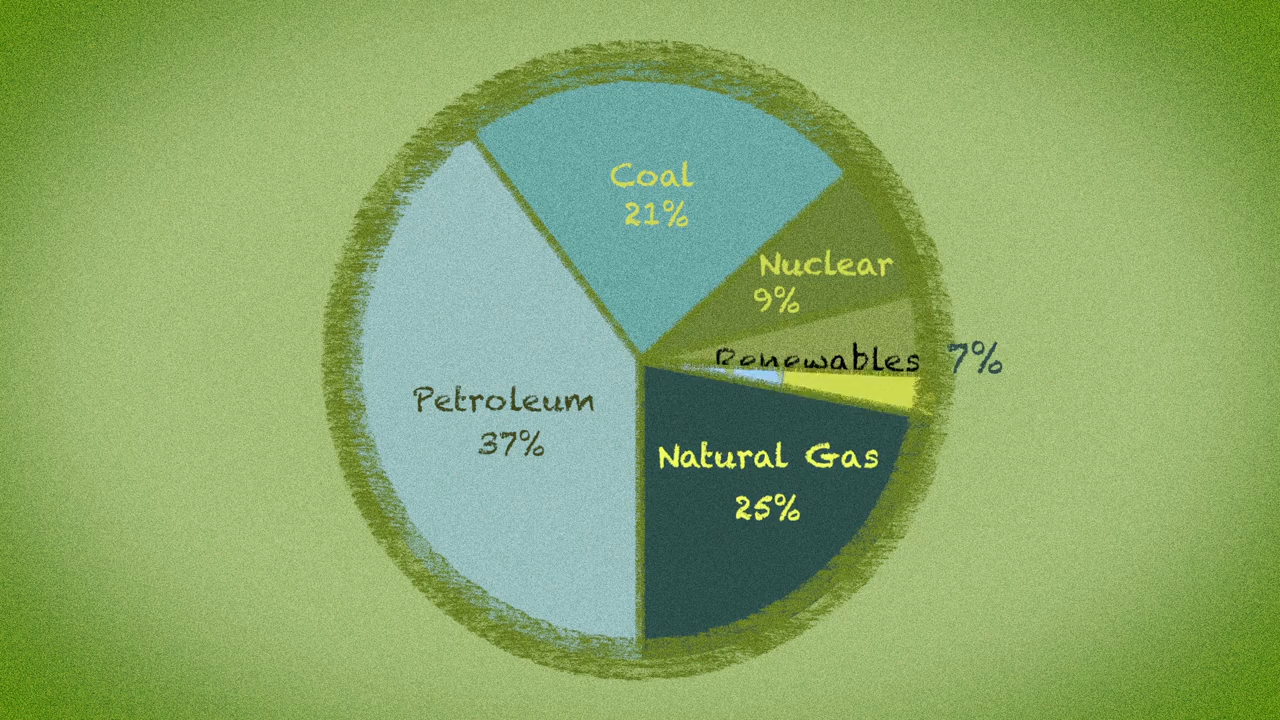 Coal
21%
Nuclear
9%
Renewables 7%
Petroleum
37%
Natural Gas
25%